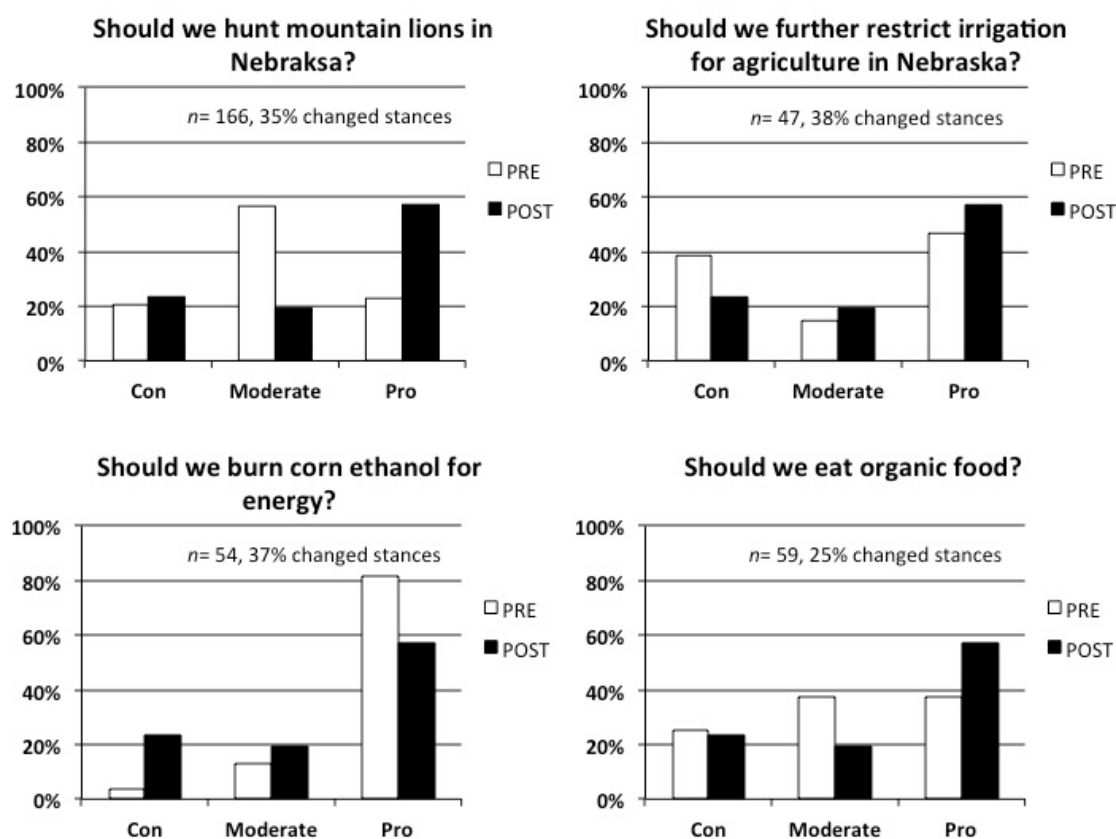 Should we hunt mountain lions in
Nebraksa?
100%
80%
60%
40%
20%
0%
n= 166, 35% changed stances
PRE
POST
Con Moderate Pro
Should we further restrict irrigation
for agriculture in Nebraska?
100%
80%
60%
40%
20%
0%
n= 47, 38% changed stances
PRE
POST
Con Moderate Pro
Should we burn corn ethanol for
energy?
100%
80%
60%
40%
20%
0%
n= 54, 37% changed stances
PRE
POST
Con Moderate Pro
Should we eat organic food?
100%
80%
60%
40%
20%
0%
n= 59, 25% changed stances
PRE
POST
Con Moderate Pro